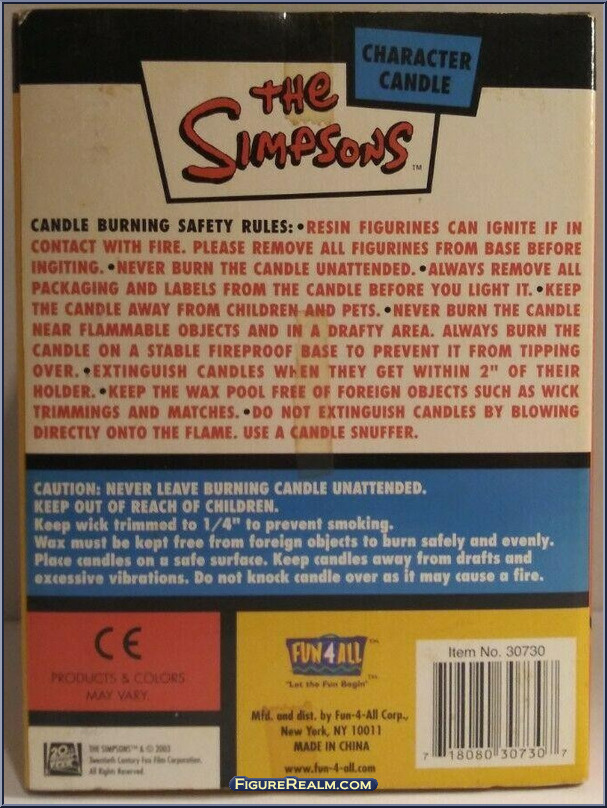 CHARACTER
CANDLE
THE
SIMPSONS™
CANDLE BURNING SAFETY RULES: •RESIN FIGURINES CAN IGNITE IF IN
CONTACT WITH FIRE. PLEASE REMOVE ALL FIGURINES FROM BASE BEFORE
INGITING. •NEVER BURN THE CANDLE UNATTENDED. •ALWAYS REMOVE ALL
PACKAGING AND LABELS FROM THE CANDLE BEFORE YOU LIGHT IT. •KEEP
THE CANDLE AWAY FROM CHILDREN AND PETS. •NEVER BURN THE CANDLE
NEAR FLAMMABLE OBJECTS AND IN A DRAFTY AREA. ALWAYS BURN THE
CANDLE ON A STABLE FIREPROOF BASE TO PREVENT IT FROM TIPPING
OVER. •EXTINGUISH CANDLES WHEN THEY GET WITHIN 2" OF THEIR
HOLDER. •KEEP THE WAX POOL FREE OF FOREIGN OBJECTS SUCH AS WICK
TRIMMINGS AND MATCHES. •DO NOT EXTINGUISH CANDLES BY BLOWING
DIRECTLY ONTO THE FLAME. USE A CANDLE SNUFFER.
CAUTION: NEVER LEAVE BURNING CANDLE UNATTENDED.
KEEP OUT OF REACH OF CHILDREN.
Keep wick trimmed to 1/4" to prevent smoking.
Wax must be kept free from foreign objects to burn safely and evenly.
Place candles on a safe surface. Keep candles away from drafts and
excessive vibrations. Do not knock candle over as it may cause a fire.
CE
PRODUCTS & COLORS
MAY VARY.
THE SIMPSONS™ & © 2003
Twentieth Century Fox Film Corporation.
All Rights Reserved.
FUN 4 ALL™
"Let the Fun Begin"™
Mfd. and dist. by Fun-4-All Corp.,
New York, NY 10011
MADE IN CHINA
www.fun-4-all.com
Item No. 30730
7 18080 30730 7
FIGUREREALM.COM